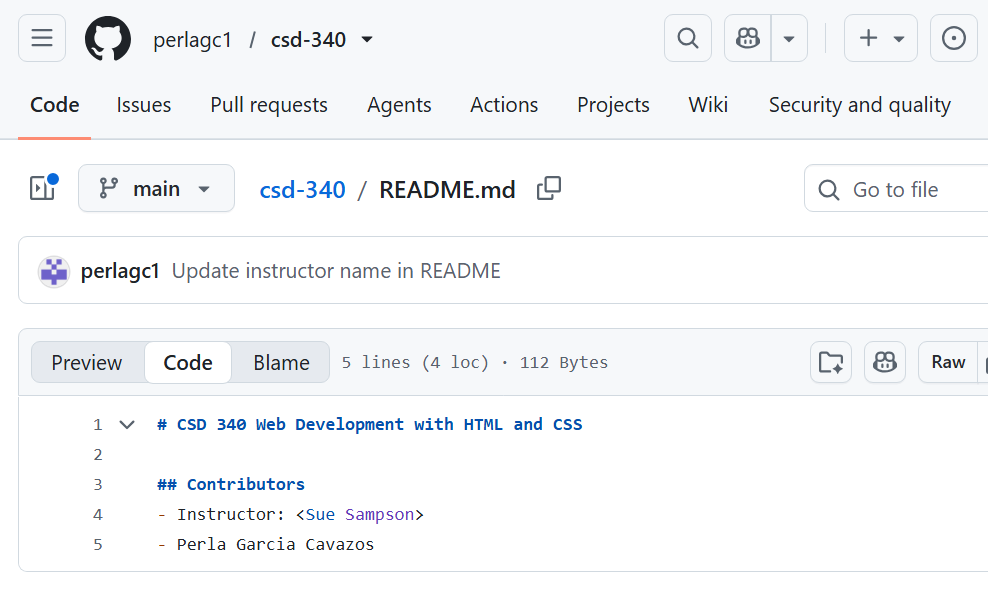 perlagc1 / csd-340
Code Issues Pull requests Agents Actions Projects Wiki Security and quality
main csd-340 / README.md Go to file
perlagc1 Update instructor name in README
Preview Code Blame 5 lines (4 loc) · 112 Bytes Raw
1 # CSD 340 Web Development with HTML and CSS
2
3 ## Contributors
4 - Instructor: <Sue Sampson>
5 - Perla Garcia Cavazos